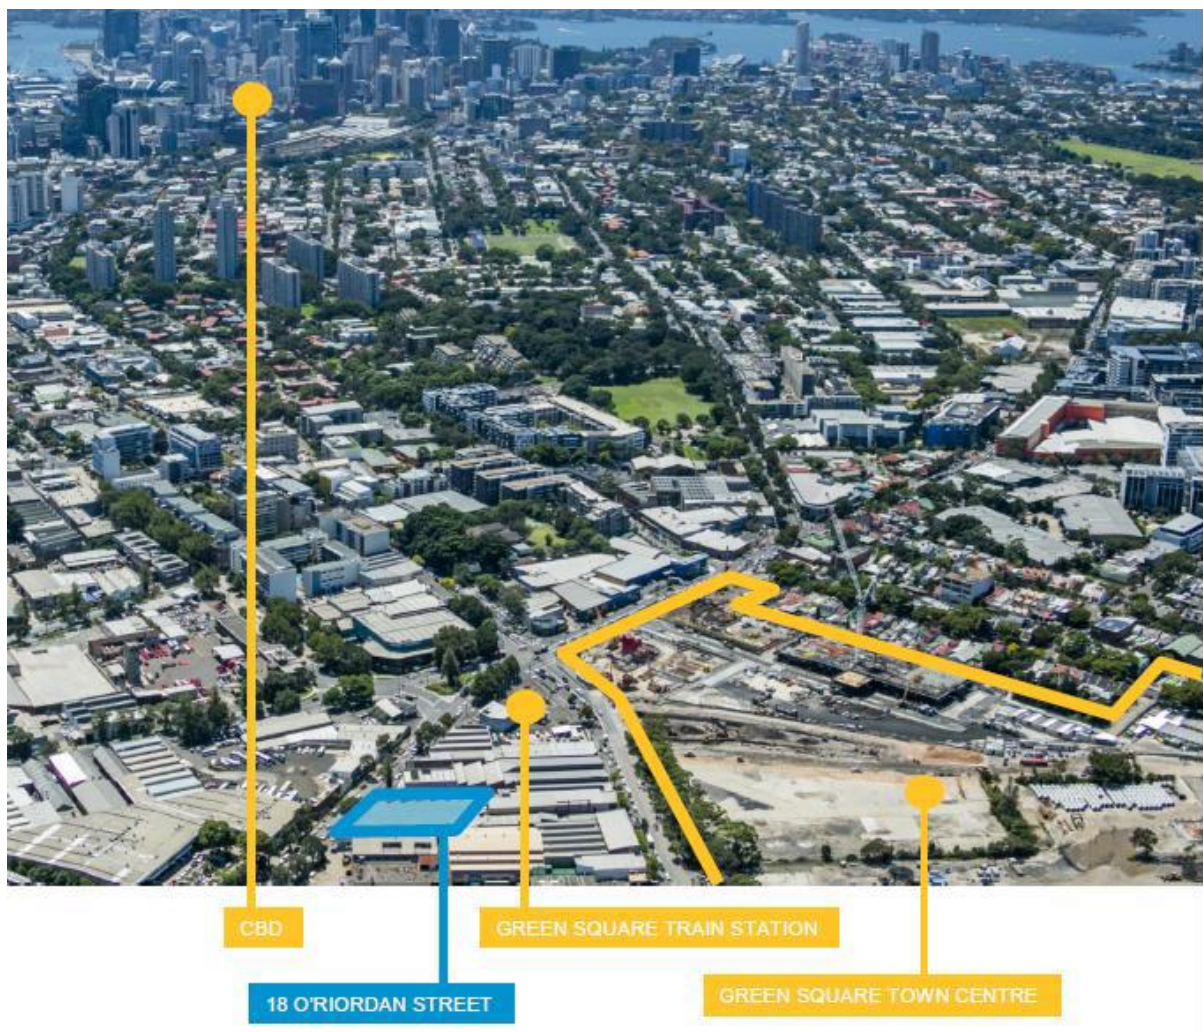 CBD
GREEN SQUARE TRAIN STATION
18 O'RIORDAN STREET
GREEN SQUARE TOWN CENTRE